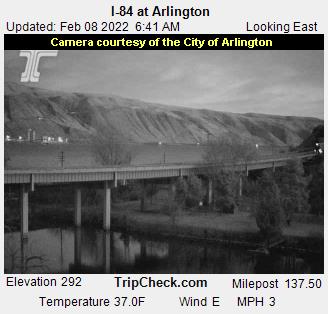 I-84 at Arlington
Updated: Feb 08 2022 6:41 AM Looking East
Camera courtesy of the City of Arlington
Elevation 292 TripCheck.com Milepost 137.50
Temperature 37.0F Wind E MPH 3